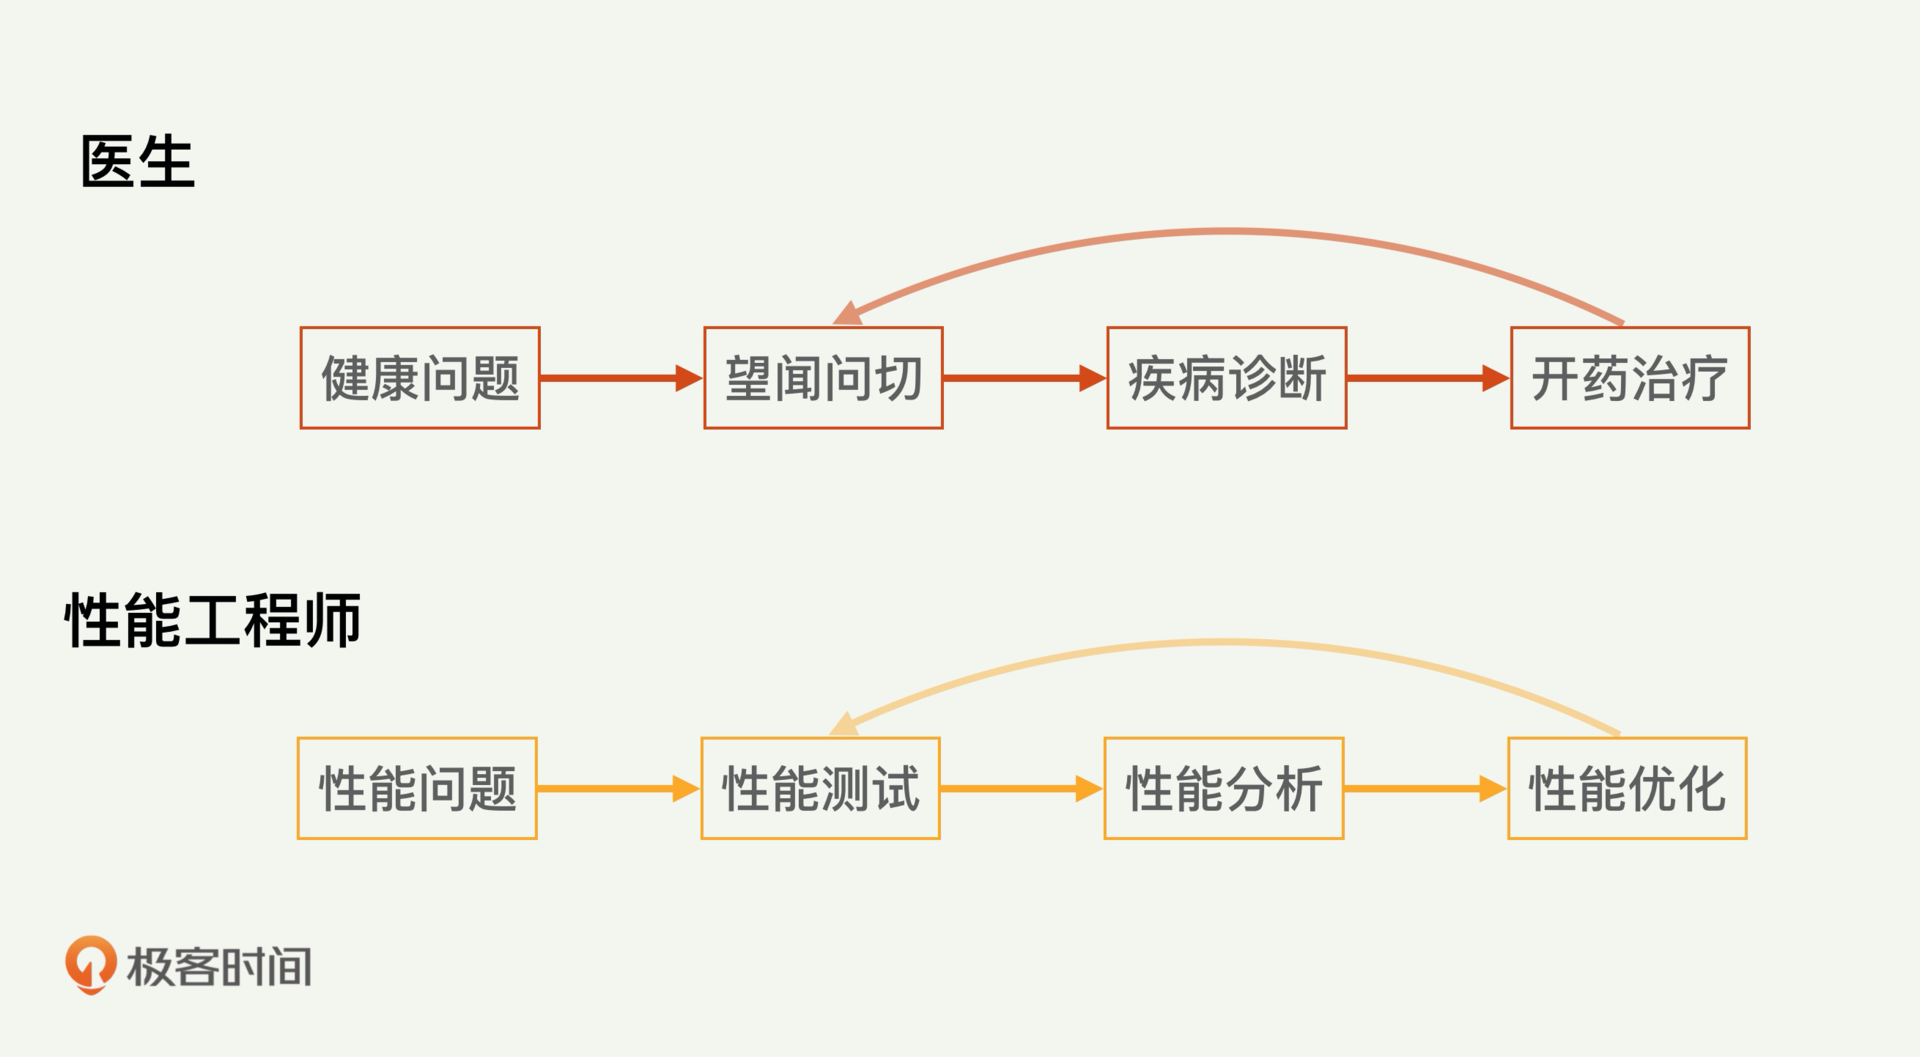 医生
健康问题
望闻问切
疾病诊断
开药治疗
性能工程师
性能问题
性能测试
性能分析
性能优化
极客时间